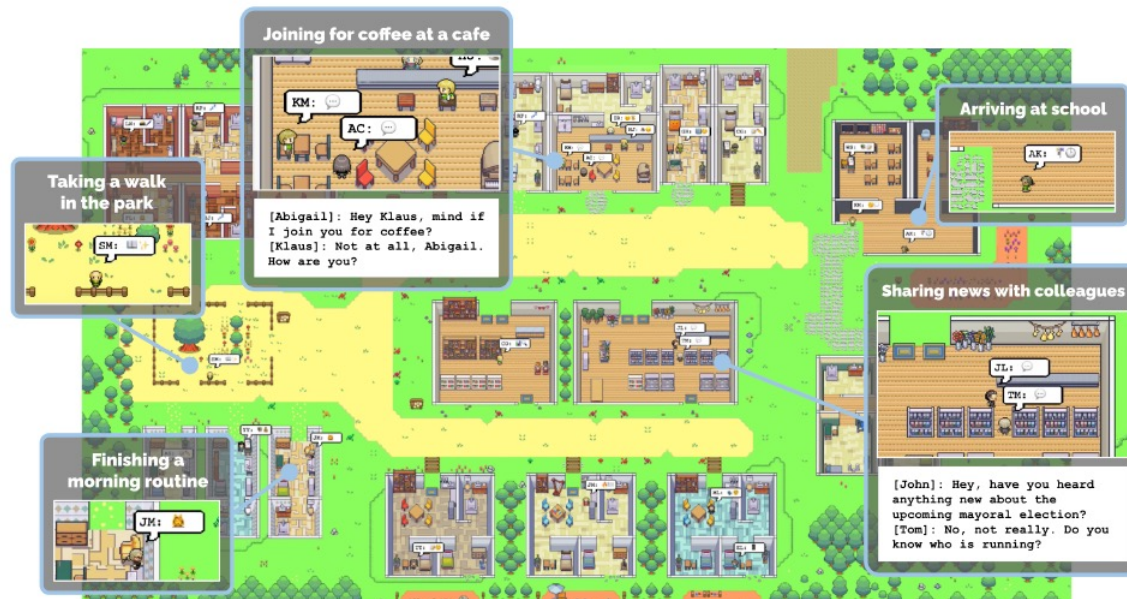 Joining for coffee at a cafe
KM:
AC:
[Abigail]: Hey Klaus, mind if
I join you for coffee?
[Klaus]: Not at all, Abigail.
How are you?
Taking a walk
in the park
SM:
Arriving at school
AK:
Sharing news with colleagues
JL:
TM:
[John]: Hey, have you heard
anything new about the
upcoming mayoral election?
[Tom]: No, not really. Do you
know who is running?
Finishing a
morning routine
JM: